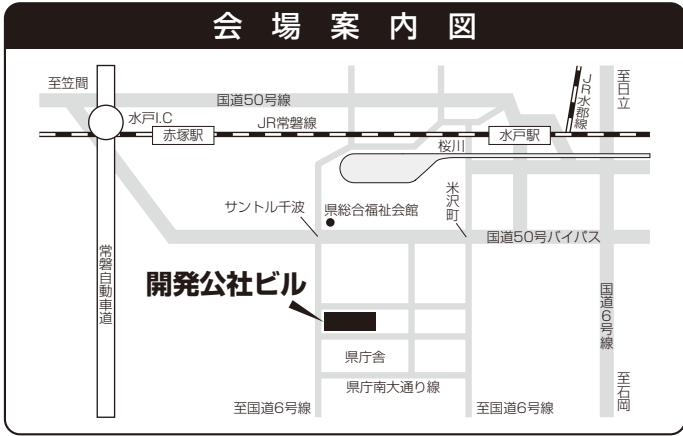 会場案内図
至笠間
国道50号線
水戸I.C
JR常磐線
赤塚駅
水戸駅
JR水郡線
至日立
桜川
サントル千波
県総合福祉会館
米沢町
国道50号バイパス
常磐自動車道
開発公社ビル
国道6号線
県庁舎
県庁南大通り線
至石岡
至国道6号線
至国道6号線